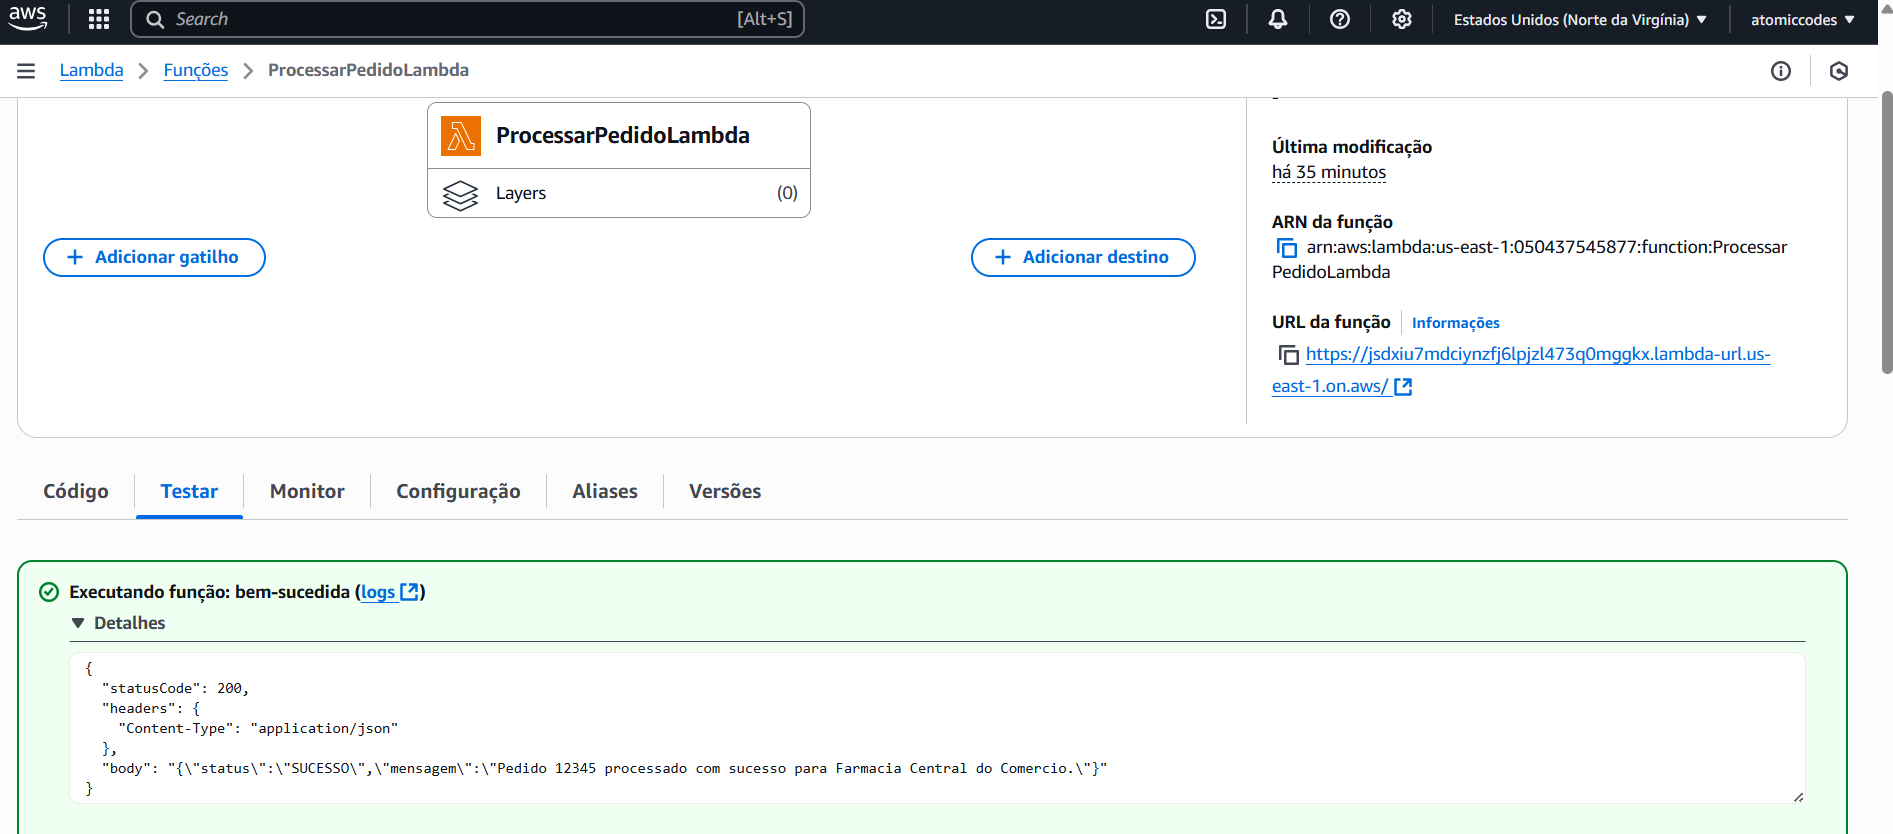 aws
Search [Alt+S]
Estados Unidos (Norte da Virgínia) ▼
atomiccodes ▼
Lambda > Funções > ProcessarPedidoLambda
ProcessarPedidoLambda
Layers (0)
+ Adicionar gatilho
+ Adicionar destino
Última modificação
há 35 minutos
ARN da função
arn:aws:lambda:us-east-1:050437545877:function:Processar
PedidoLambda
URL da função | Informações
https://jsdxiu7mdciynzfj6lpjzl473q0mggkx.lambda-url.us-
east-1.on.aws/
Código
Testar
Monitor
Configuração
Aliases
Versões
Executando função: bem-sucedida (logs)
▼ Detalhes
{
  "statusCode": 200,
  "headers": {
    "Content-Type": "application/json"
  },
  "body": "{\"status\":\"SUCESSO\",\"mensagem\":\"Pedido 12345 processado com sucesso para Farmacia Central do Comercio.\"}"
}